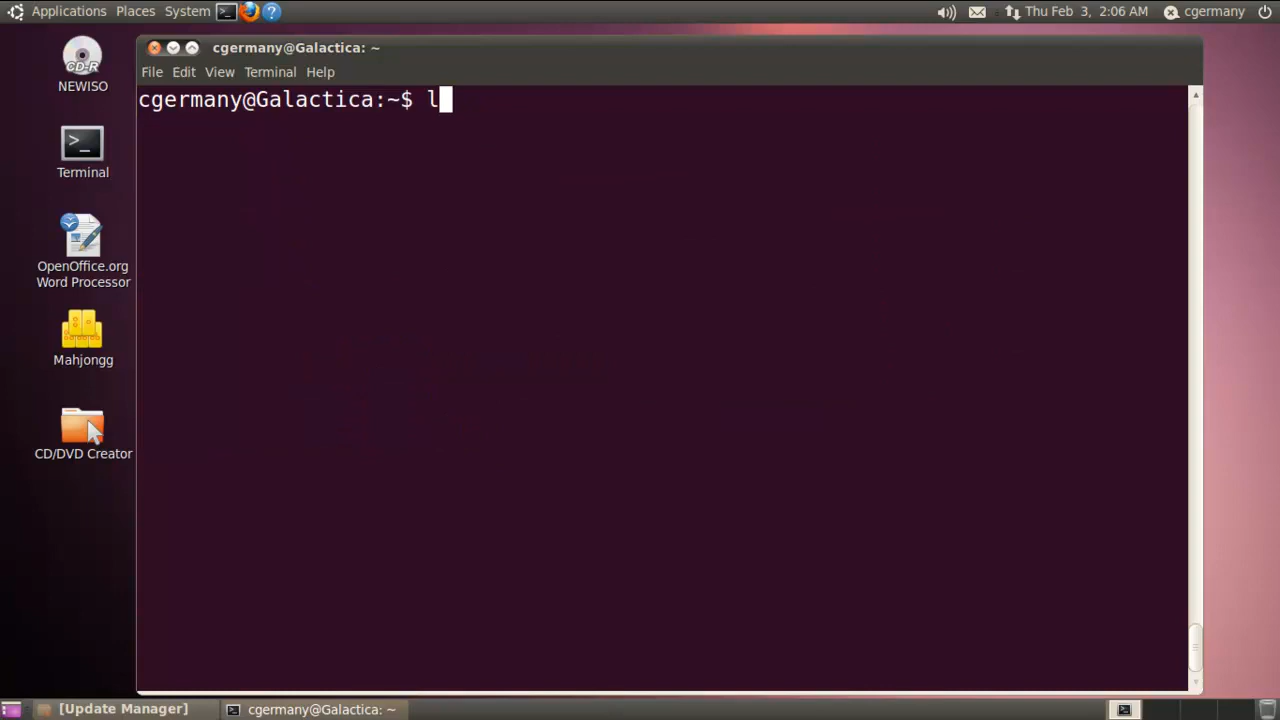 Applications Places System
Thu Feb 3, 2:06 AM cgermany
CD-R
NEWISO
>_
Terminal
OpenOffice.org
Word Processor
Mahjongg
CD/DVD Creator
cgermany@Galactica: ~
File Edit View Terminal Help
cgermany@Galactica:~$ l
[Update Manager]
cgermany@Galactica: ~